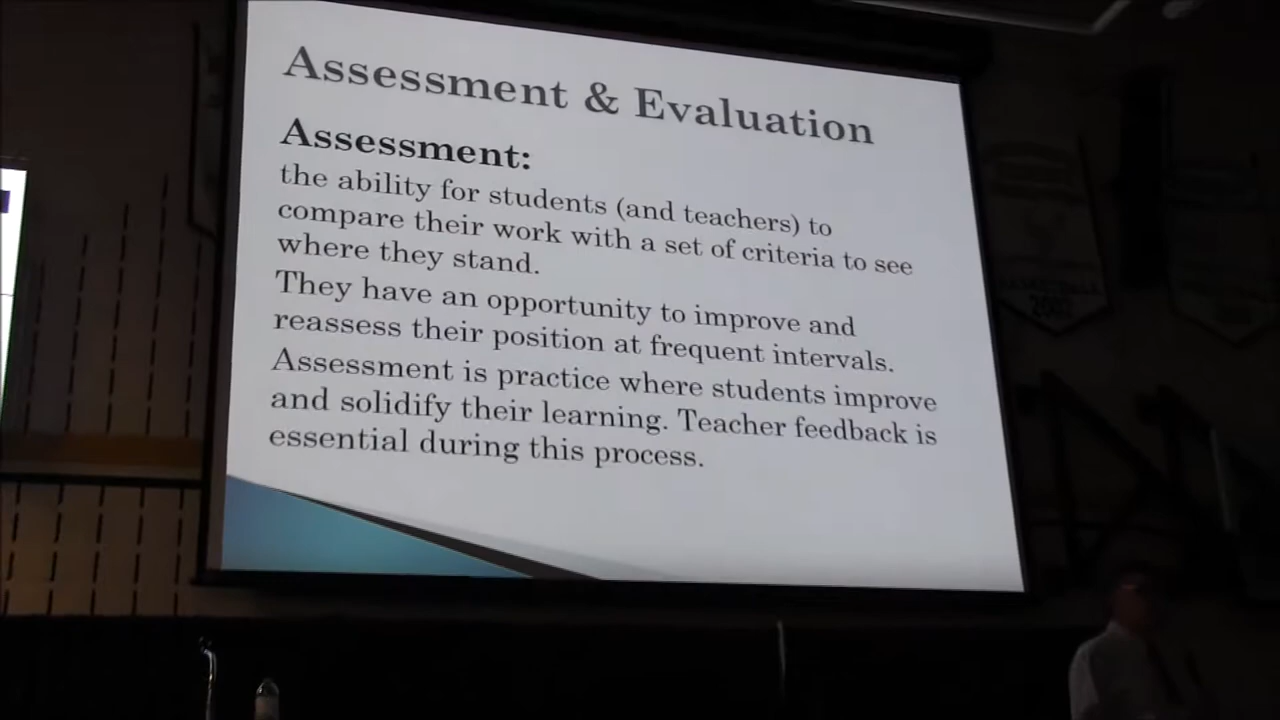 Assessment & Evaluation
Assessment:
the ability for students (and teachers) to
compare their work with a set of criteria to see
where they stand.
They have an opportunity to improve and
reassess their position at frequent intervals.
Assessment is practice where students improve
and solidify their learning. Teacher feedback is
essential during this process.
BASKETBALL
2002